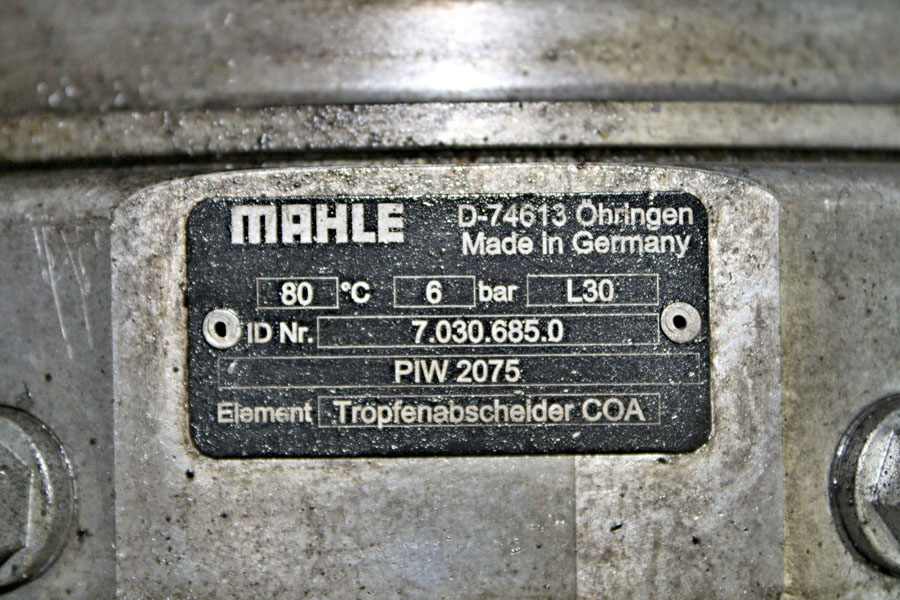 MAHLE D-74613 Öhringen
Made in Germany
80 °C 6 bar L30
ID Nr. 7.030.685.0
PIW 2075
Element Tropfenabscheider COA